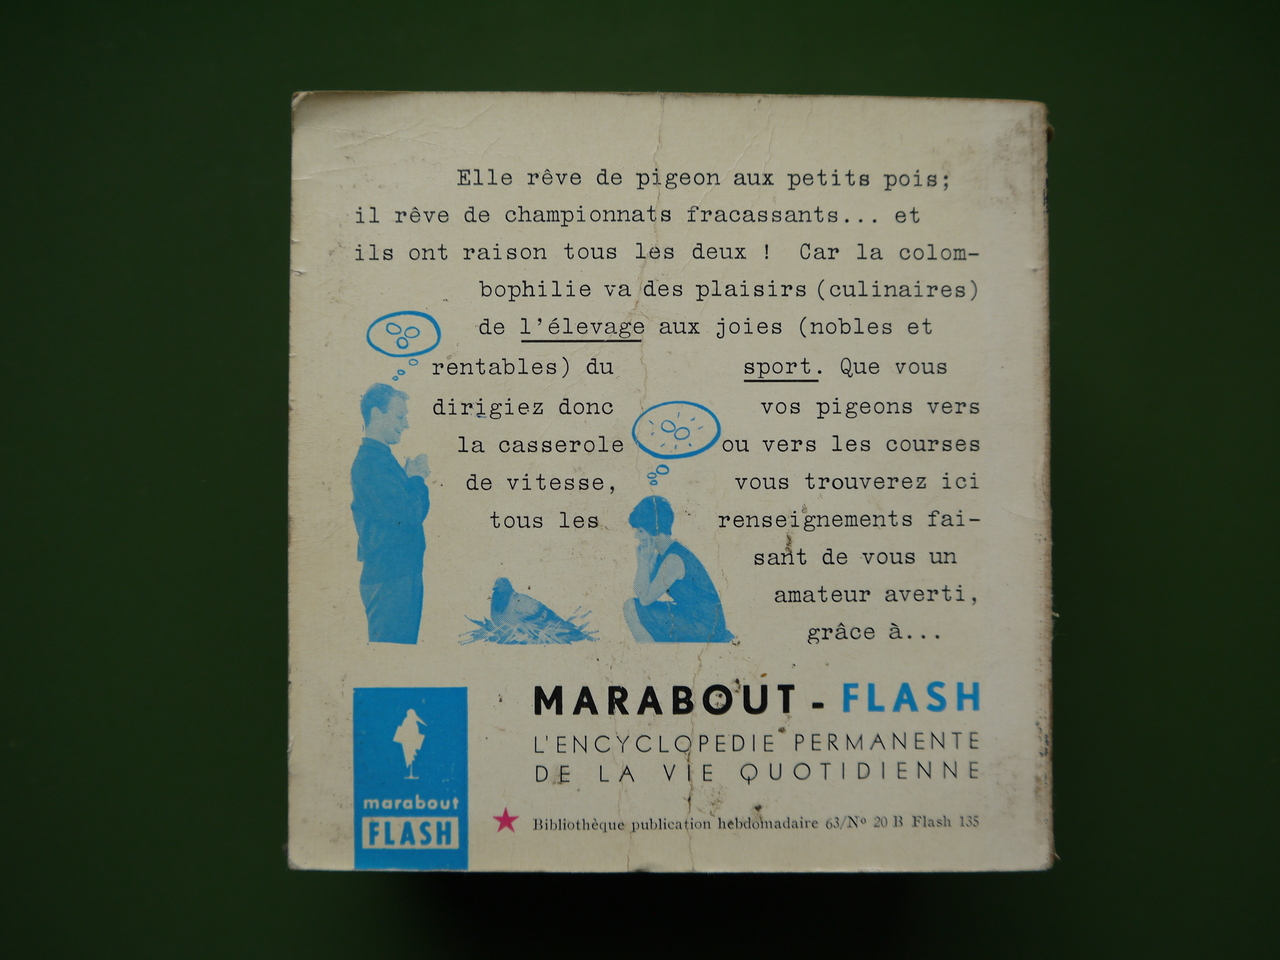 Elle rêve de pigeon aux petits pois;
il rêve de championnats fracassants... et
ils ont raison tous les deux ! Car la colom-
bophilie va des plaisirs (culinaires)
de l'élevage aux joies (nobles et
rentables) du sport. Que vous
dirigiez donc vos pigeons vers
la casserole ou vers les courses
de vitesse, vous trouverez ici
tous les renseignements fai-
sant de vous un
amateur averti,
grâce à...
MARABOUT - FLASH
L'ENCYCLOPEDIE PERMANENTE
DE LA VIE QUOTIDIENNE
marabout
FLASH
Bibliothèque publication hebdomadaire 63/Nº 20 B Flash 135